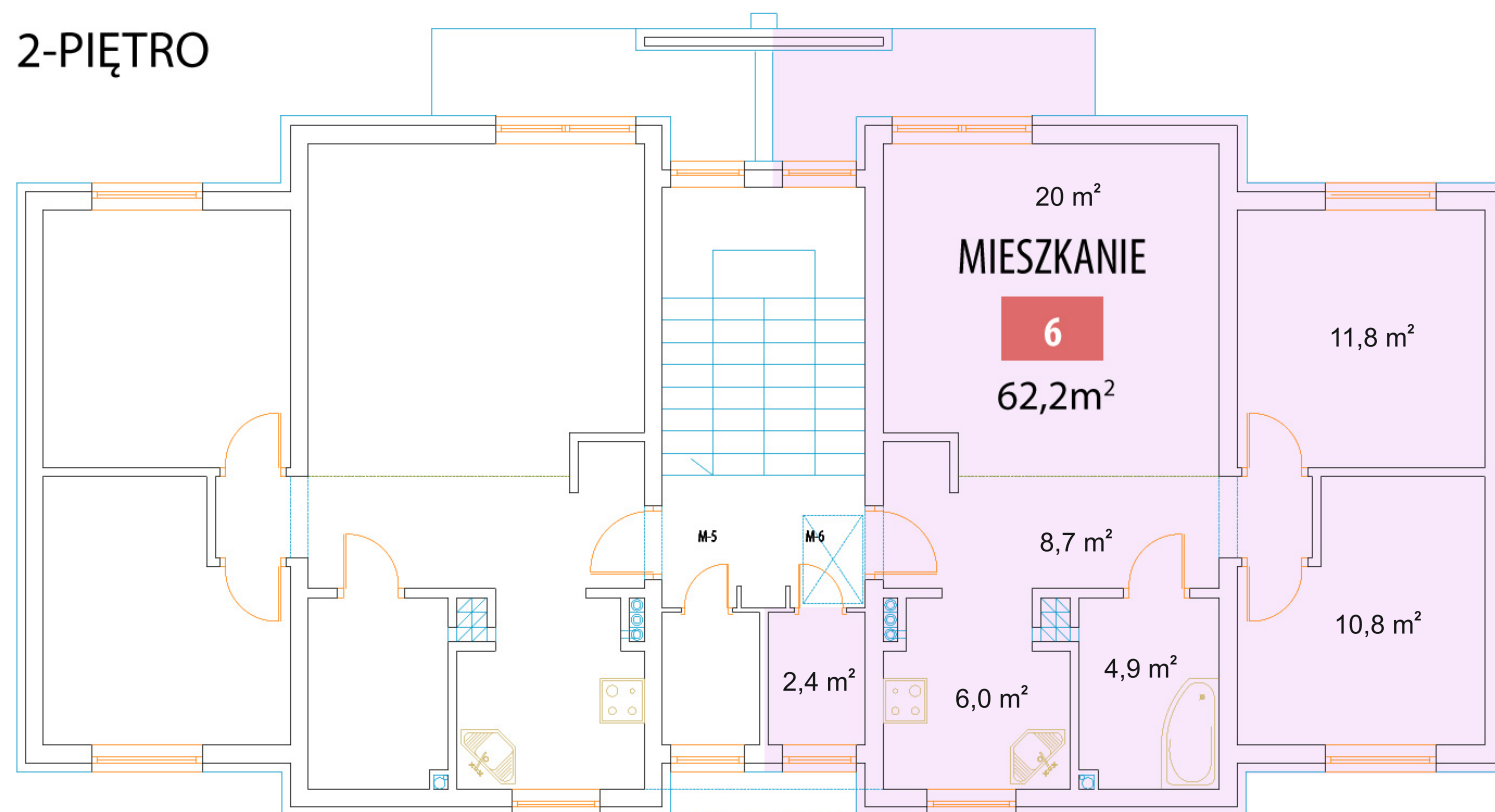 2-PIĘTRO
20 m²
MIESZKANIE
6
62,2m²
11,8 m²
M-5
M-6
8,7 m²
10,8 m²
2,4 m²
6,0 m²
4,9 m²